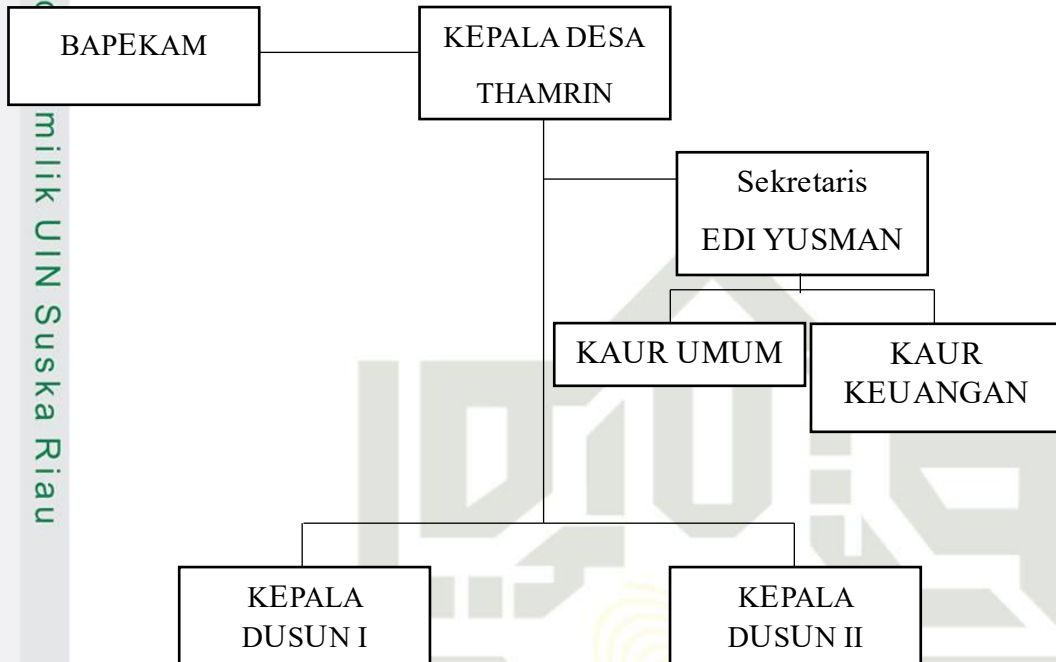 BAPEKAM
KEPALA DESA
THAMRIN
Sekretaris
EDI YUSMAN
KAUR UMUM
KAUR
KEUANGAN
KEPALA
DUSUN I
KEPALA
DUSUN II
milik UIN Suska Riau